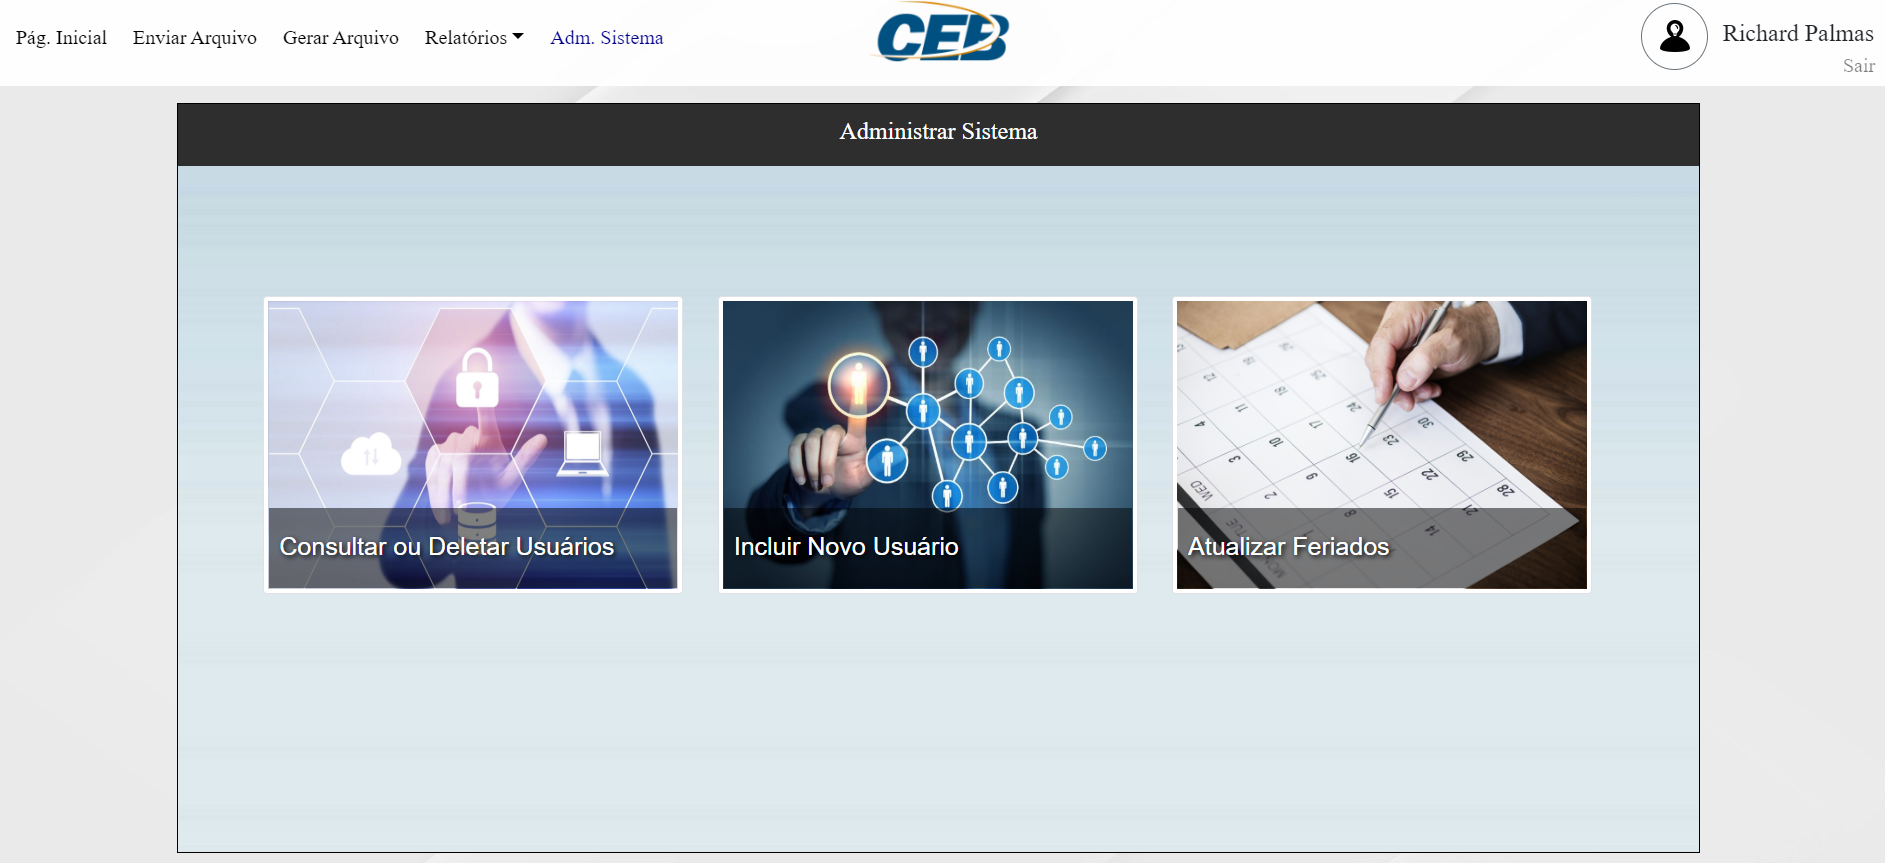 Pág. Inicial Enviar Arquivo Gerar Arquivo Relatórios Adm. Sistema CEB Richard Palmas
Sair
Administrar Sistema
Consultar ou Deletar Usuários
Incluir Novo Usuário
Atualizar Feriados